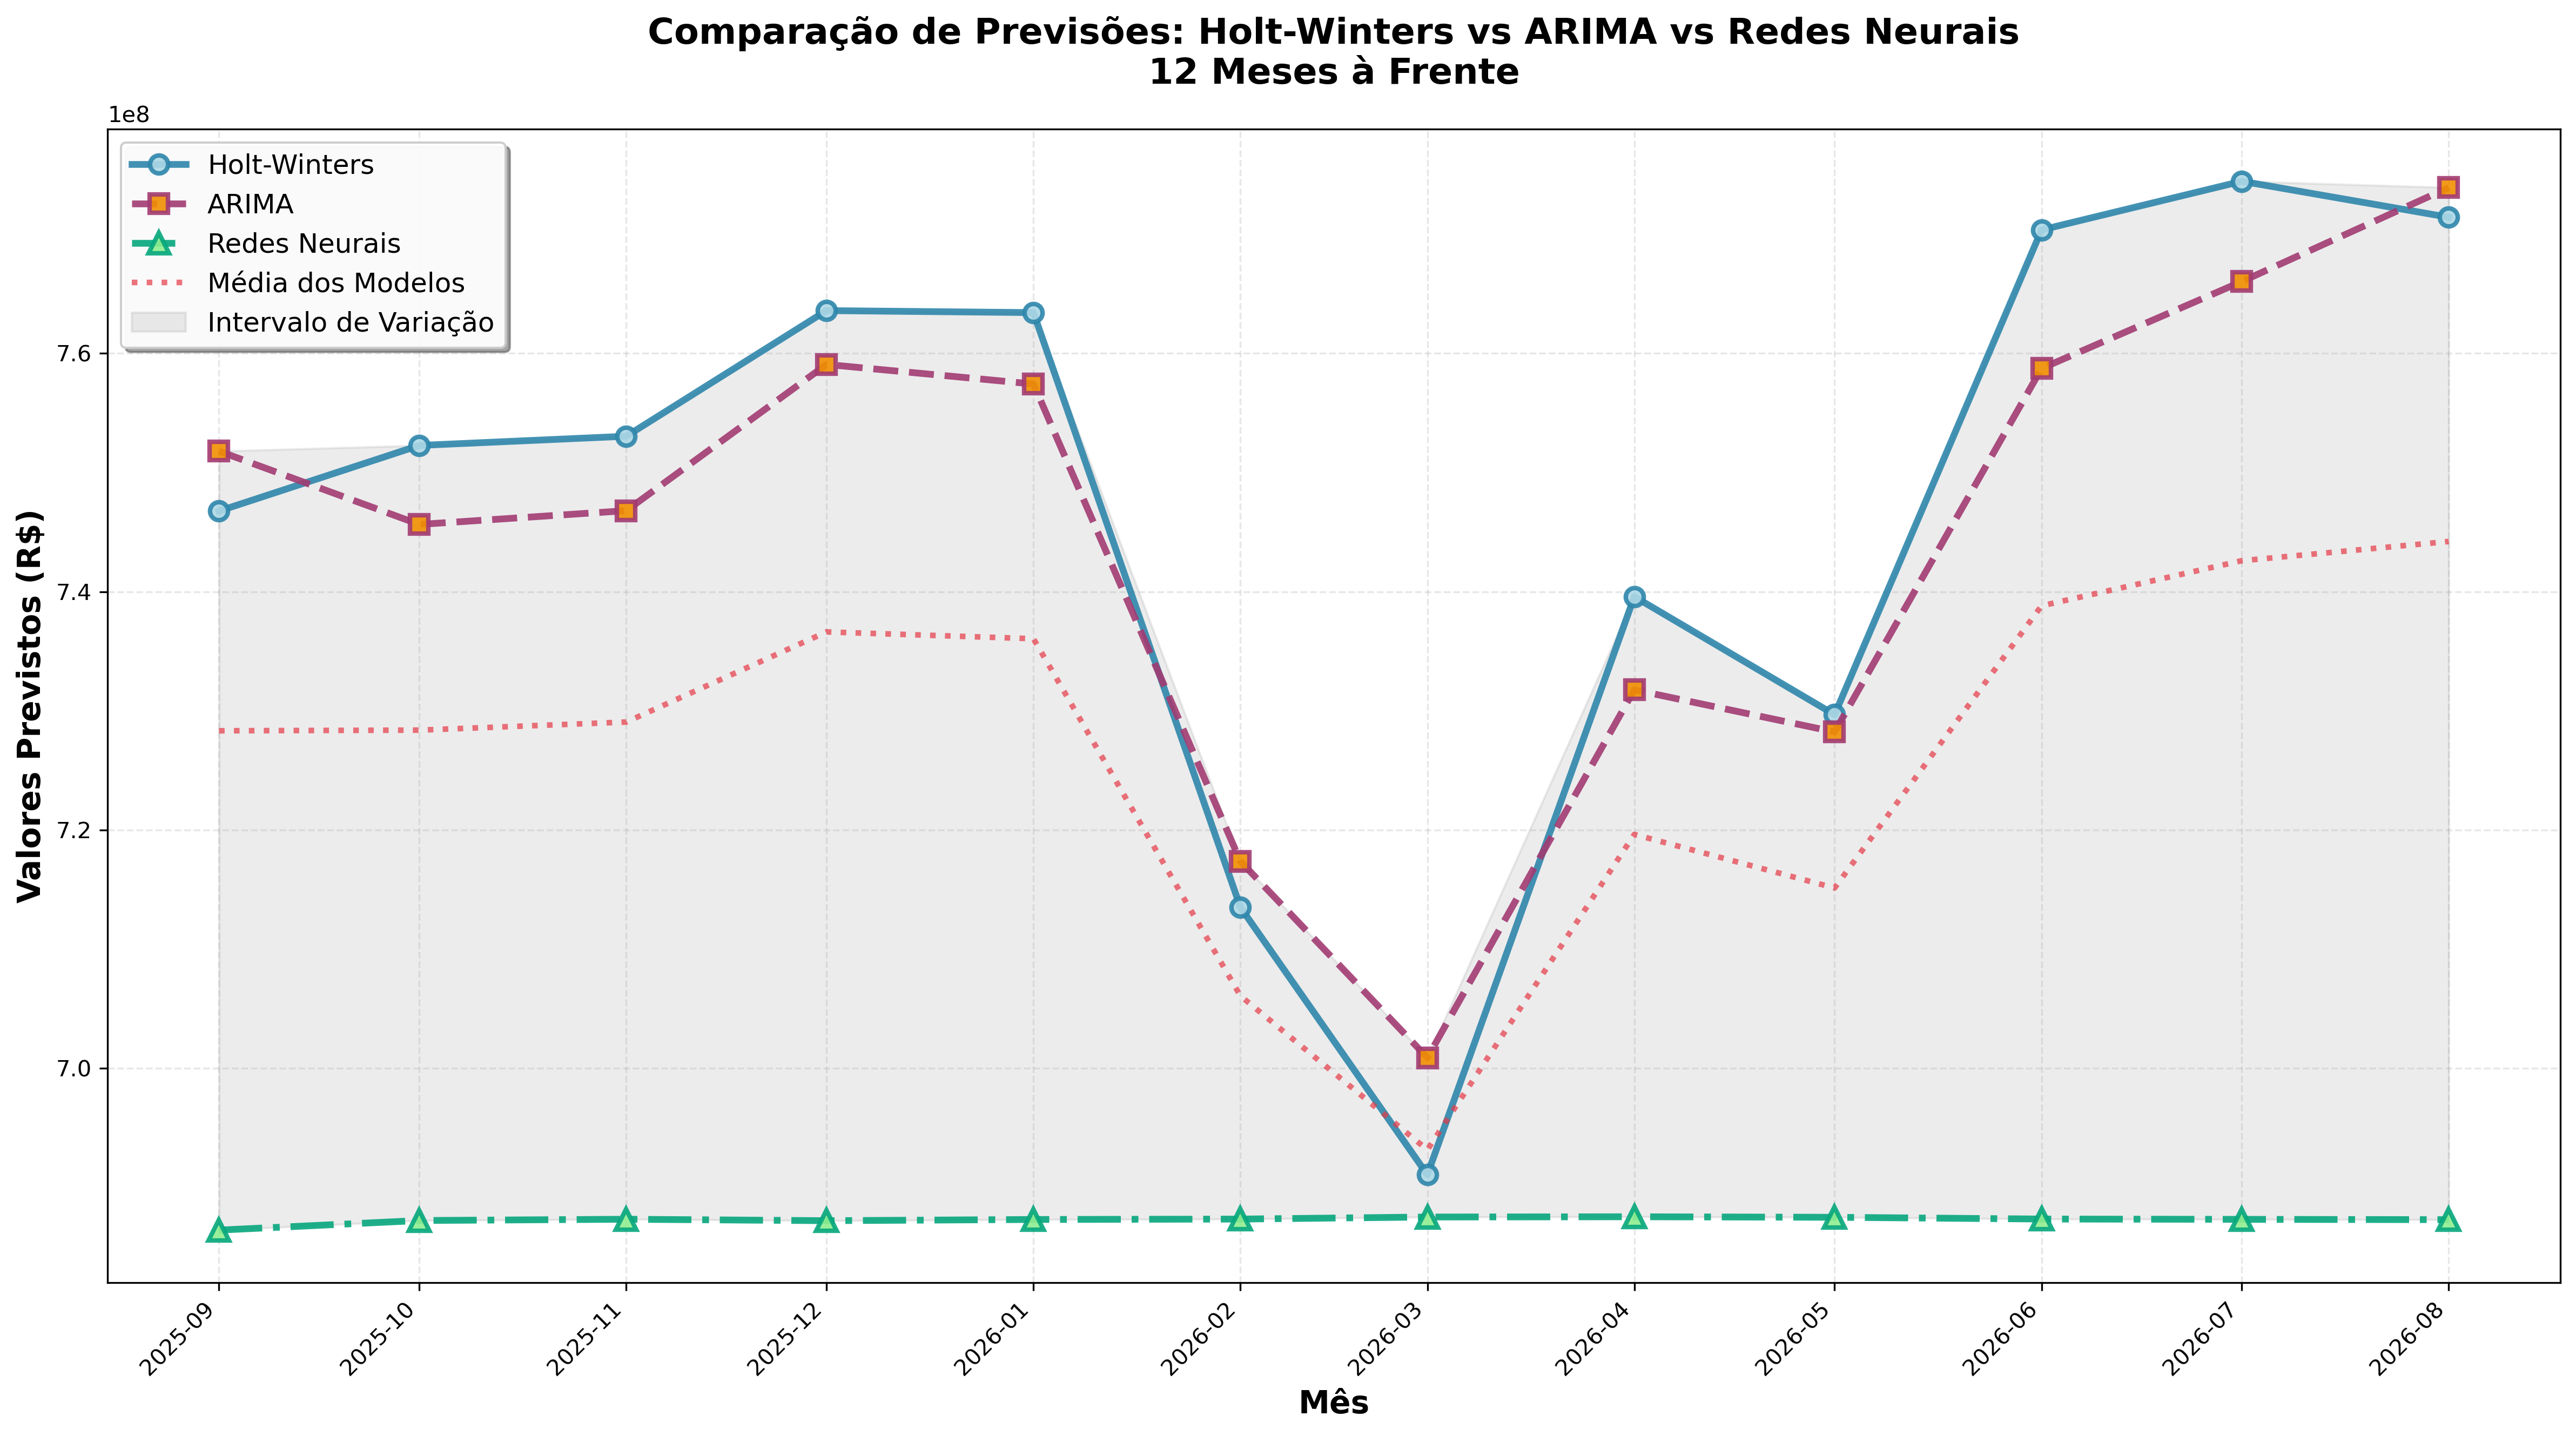 Comparação de Previsões: Holt-Winters vs ARIMA vs Redes Neurais
12 Meses à Frente
1e8
Holt-Winters
ARIMA
Redes Neurais
Média dos Modelos
Intervalo de Variação
Valores Previstos (R$)
7.6
7.4
7.2
7.0
2025-09
2025-10
2025-11
2025-12
2026-01
2026-02
2026-03
2026-04
2026-05
2026-06
2026-07
2026-08
Mês